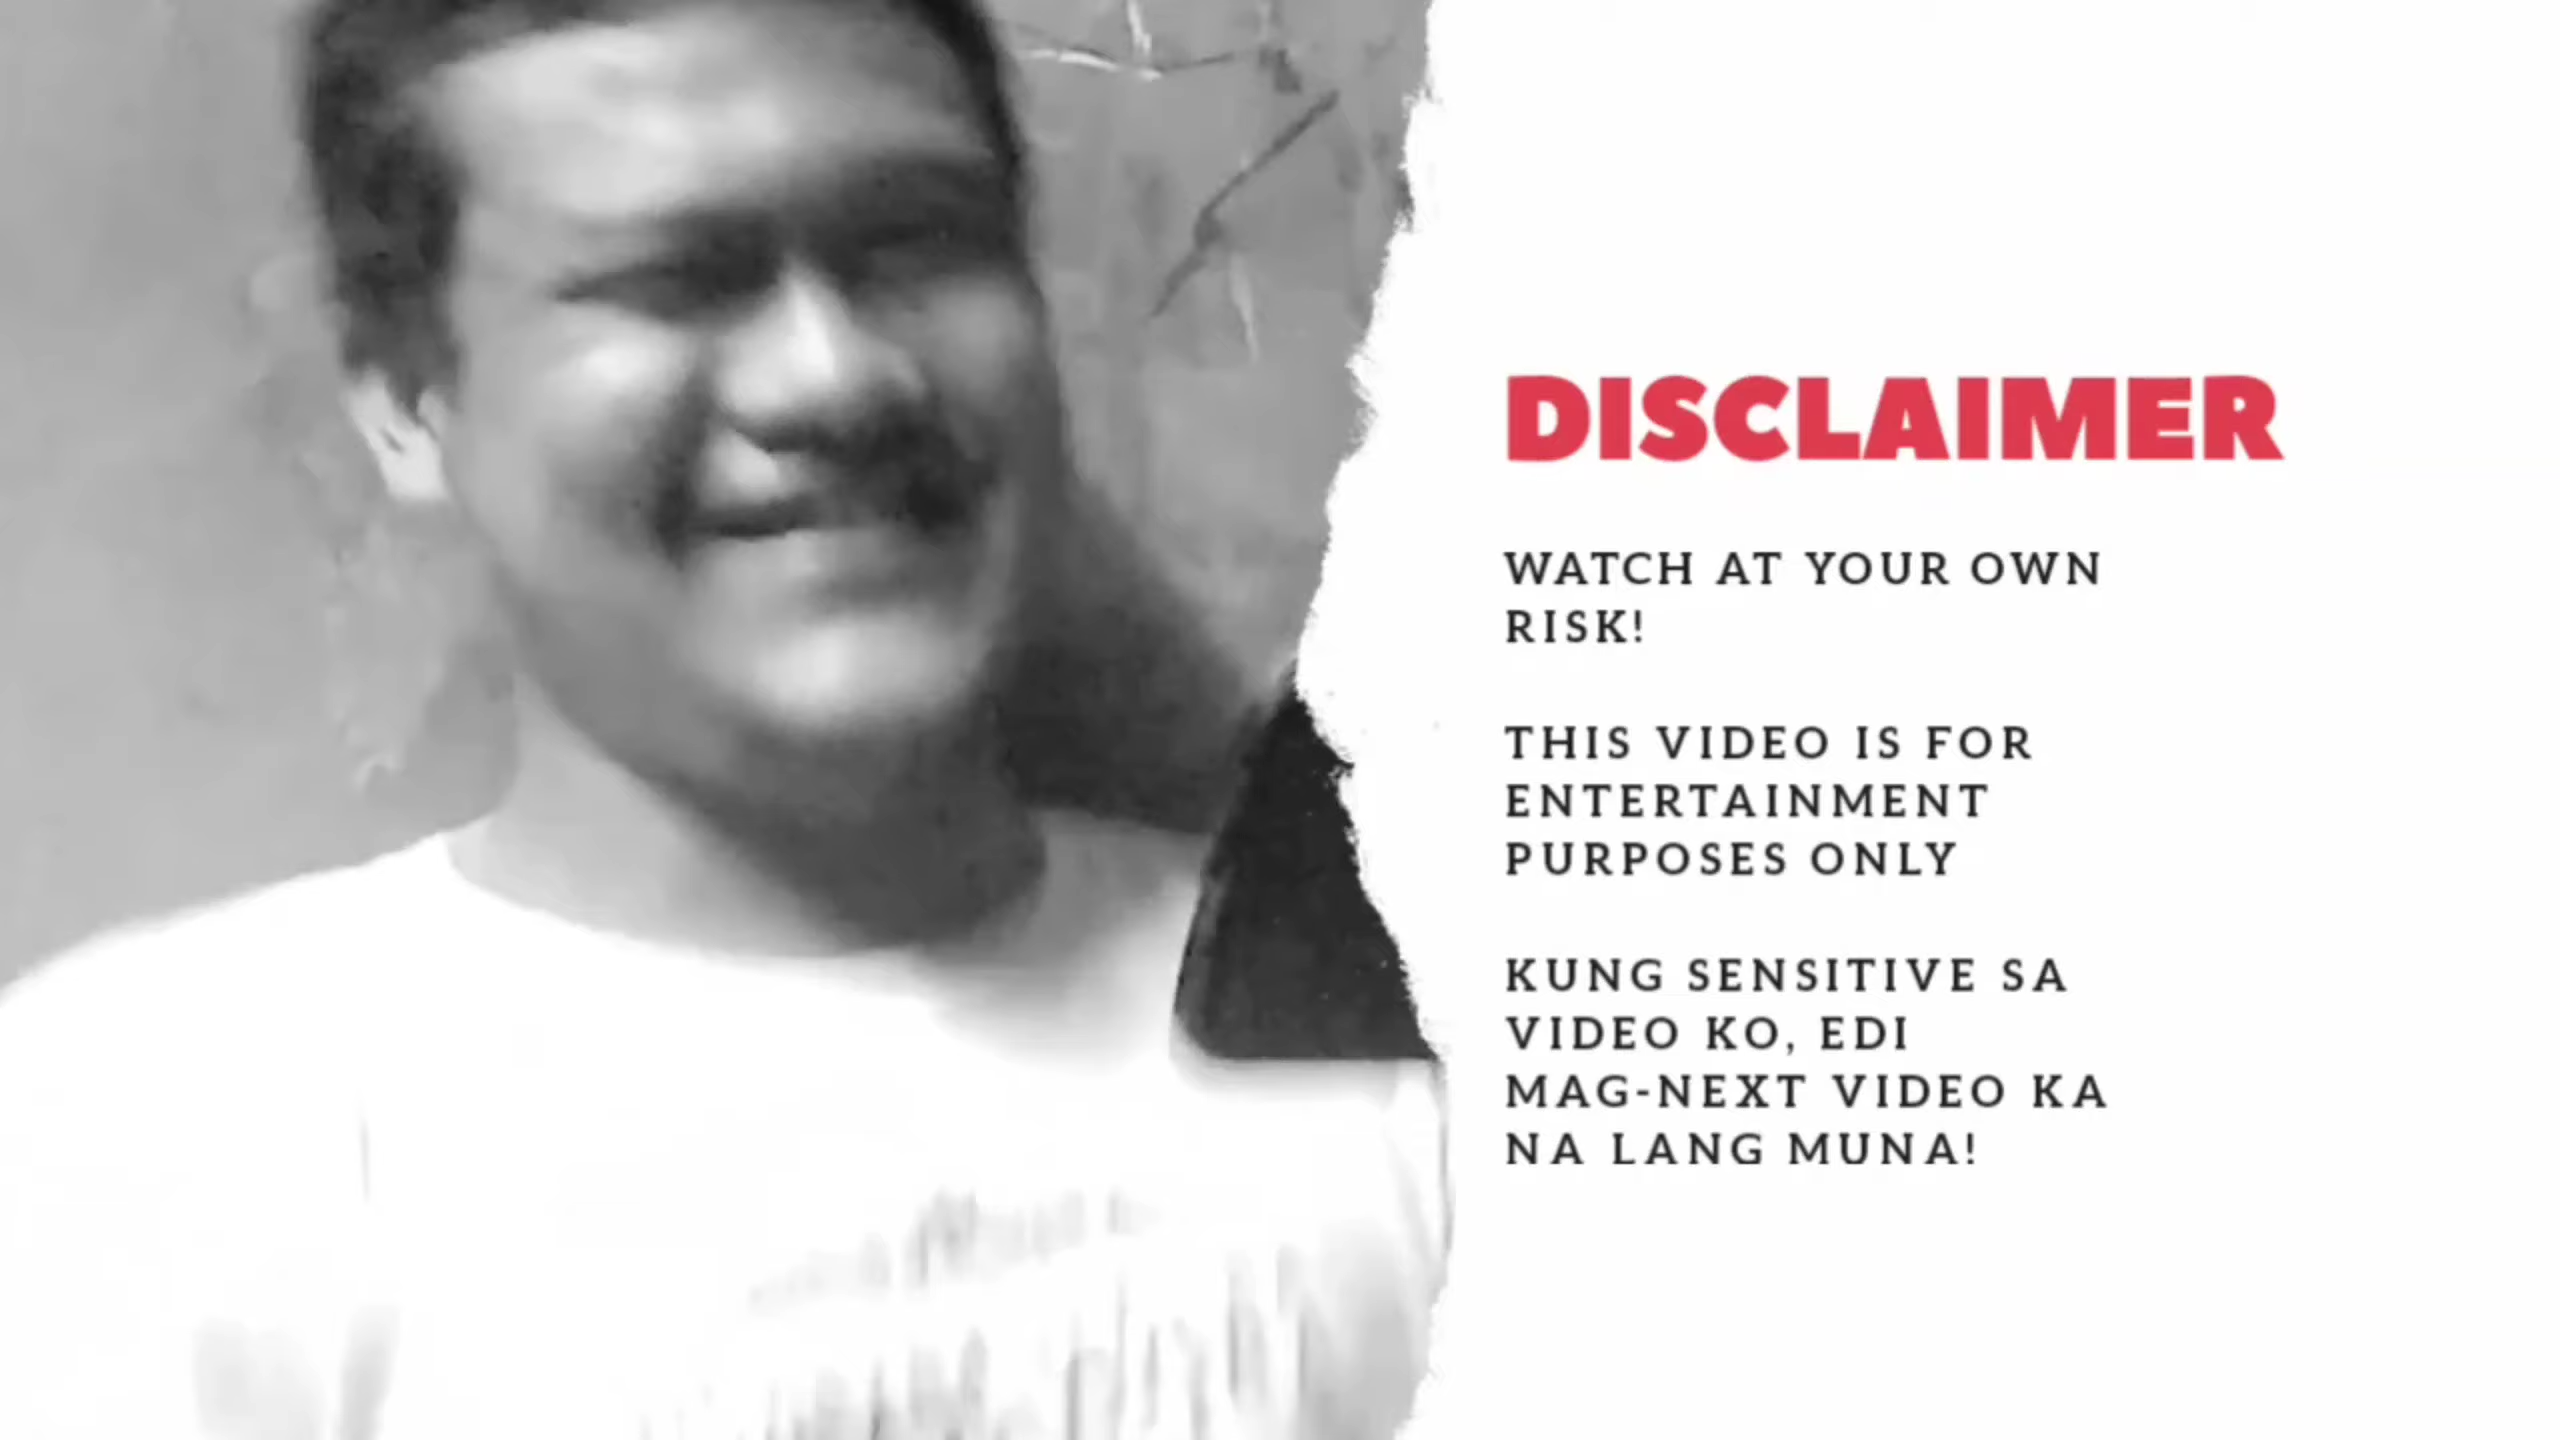 DISCLAIMER
WATCH AT YOUR OWN
RISK!
THIS VIDEO IS FOR
ENTERTAINMENT
PURPOSES ONLY
KUNG SENSITIVE SA
VIDEO KO, EDI
MAG-NEXT VIDEO KA
NA LANG MUNA!